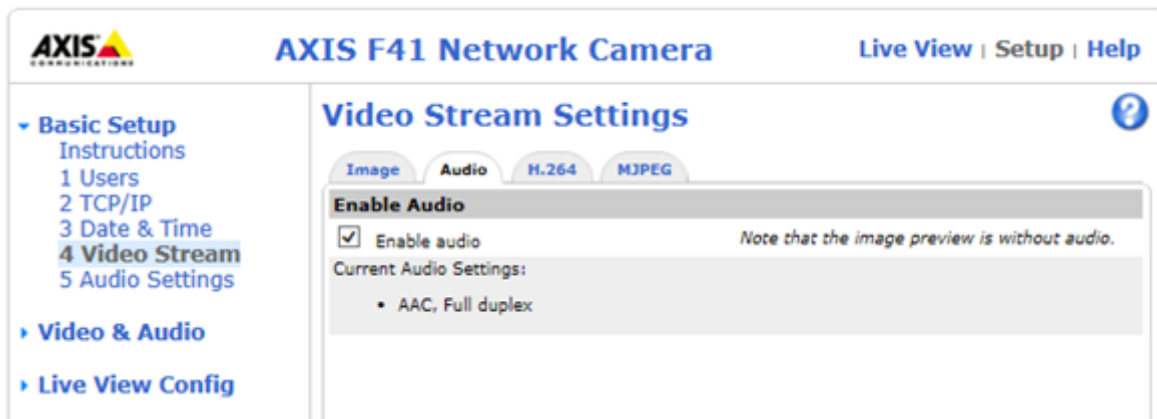 AXIS
COMMUNICATIONS
AXIS F41 Network Camera
Live View | Setup | Help
Basic Setup
Instructions
1 Users
2 TCP/IP
3 Date & Time
4 Video Stream
5 Audio Settings
Video & Audio
Live View Config
Video Stream Settings
?
Image Audio H.264 MJPEG
Enable Audio
Enable audio Note that the image preview is without audio.
Current Audio Settings:
• AAC, Full duplex